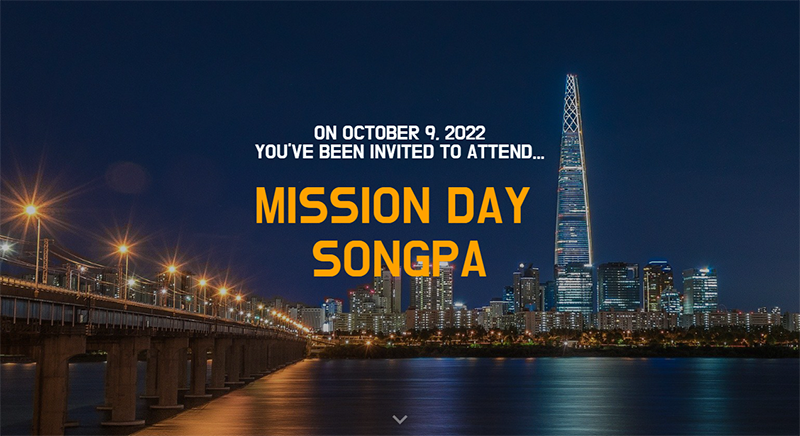 ON OCTOBER 9, 2022
YOU'VE BEEN INVITED TO ATTEND...
MISSION DAY
SONGPA